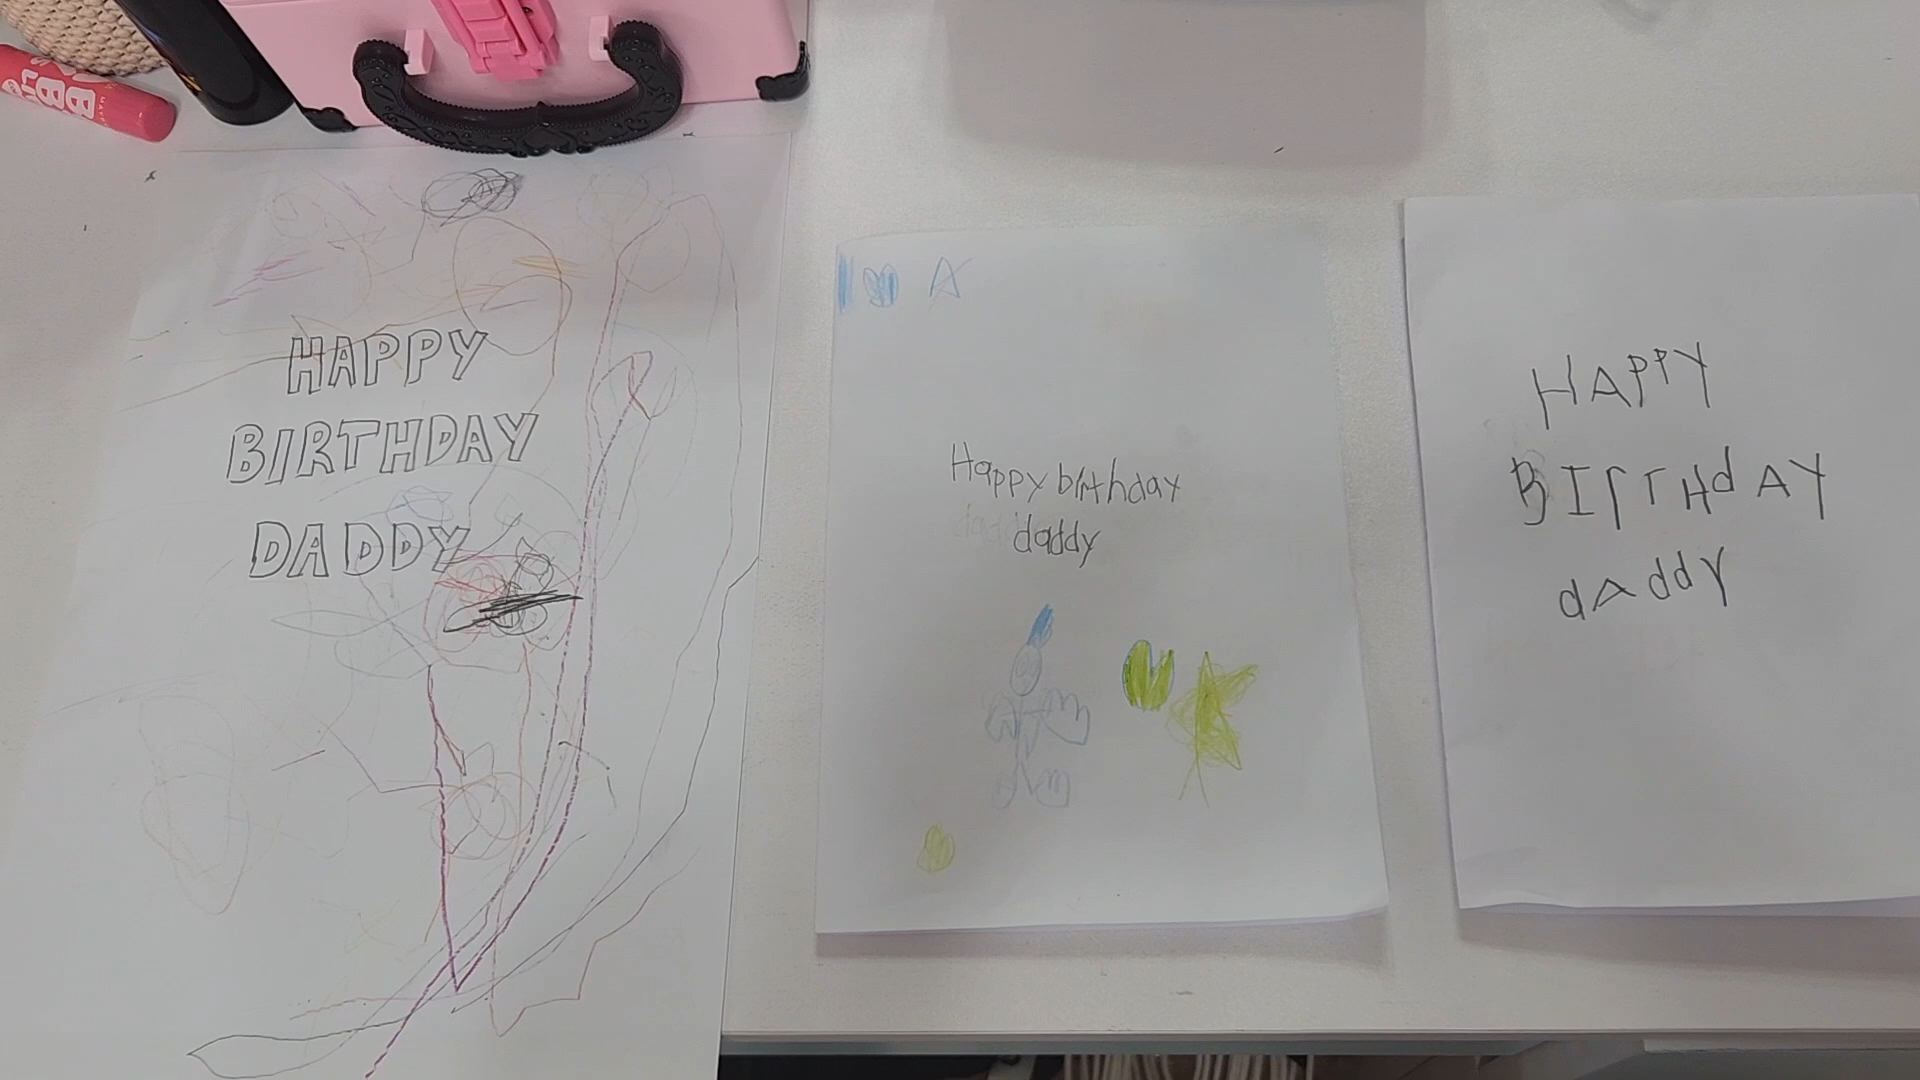 HAPPY
BIRTHDAY
DADDY
A
Happy birthday
daddy
HAPPY
BIrTHdAY
dAddY